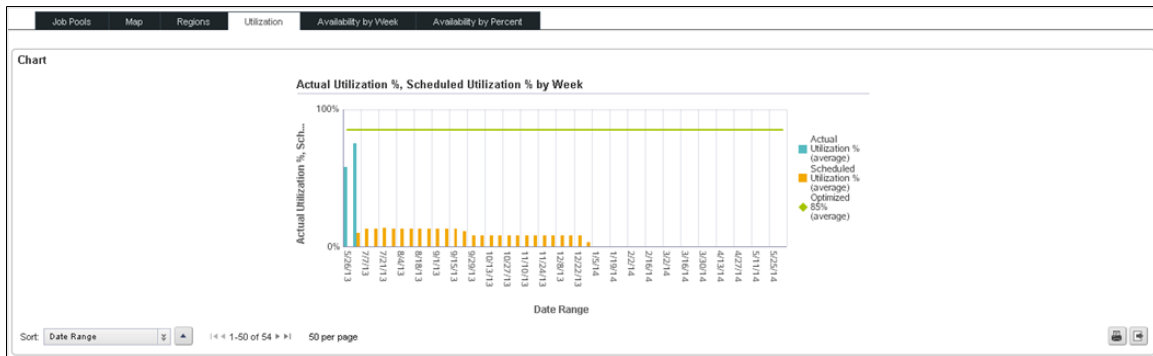 Job Pools Map Regions Utilization Availability by Week Availability by Percent
Chart
Actual Utilization %, Scheduled Utilization % by Week
100%
0%
Actual Utilization %, Sch...
Actual
Utilization %
(average)
Scheduled
Utilization %
(average)
Optimized
85%
(average)
5/26/13 7/7/13 7/21/13 8/4/13 8/18/13 9/1/13 9/15/13 9/29/13 10/13/13 10/27/13 11/10/13 11/24/13 12/8/13 12/22/13 1/5/14 1/19/14 2/2/14 2/16/14 3/2/14 3/16/14 3/30/14 4/13/14 4/27/14 5/11/14 5/25/14
Date Range
Sort: Date Range 1-50 of 54 50 per page